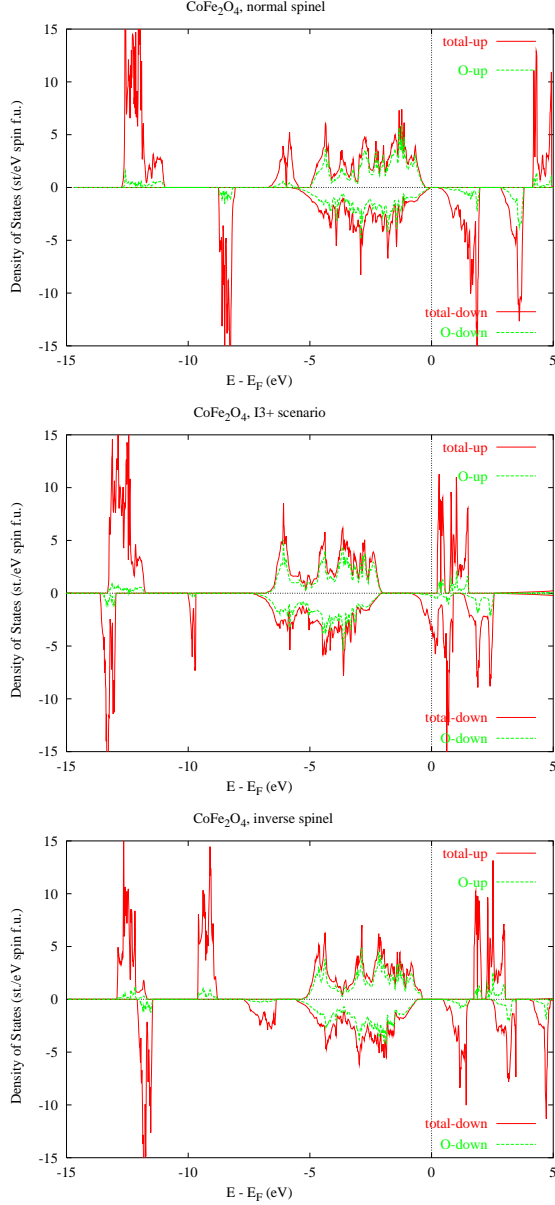 CoFe2O4, normal spinel
15
10
5
0
-5
-10
-15
-15
-10
-5
0
5
Density of States (st/eV spin f.u.)
E - EF (eV)
total-up
O-up
total-down
O-down
CoFe2O4, I3+ scenario
15
10
5
0
-5
-10
-15
-15
-10
-5
0
5
Density of States (st./eV spin f.u.)
E - EF (eV)
total-up
O-up
total-down
O-down
CoFe2O4, inverse spinel
15
10
5
0
-5
-10
-15
-15
-10
-5
0
5
Density of States (st./eV spin f.u.)
E - EF (eV)
total-up
O-up
total-down
O-down